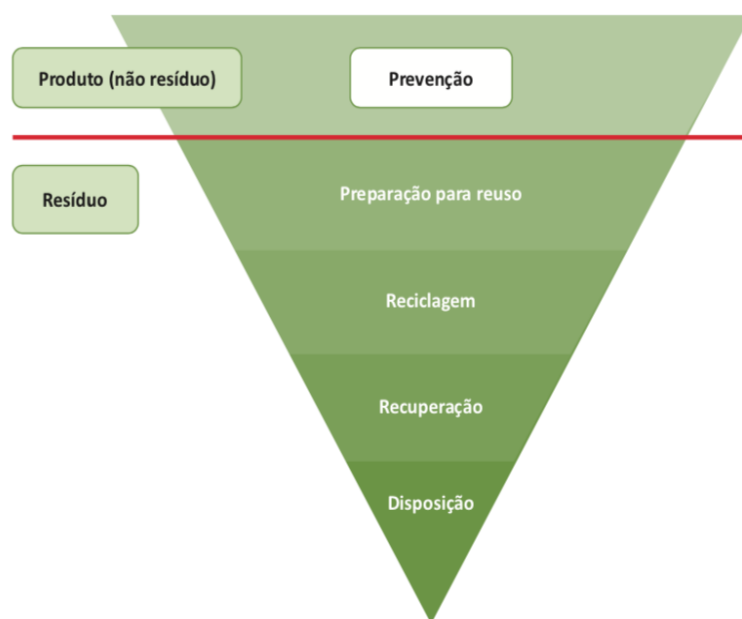 Produto (não resíduo)
Prevenção
Resíduo
Preparação para reuso
Reciclagem
Recuperação
Disposição